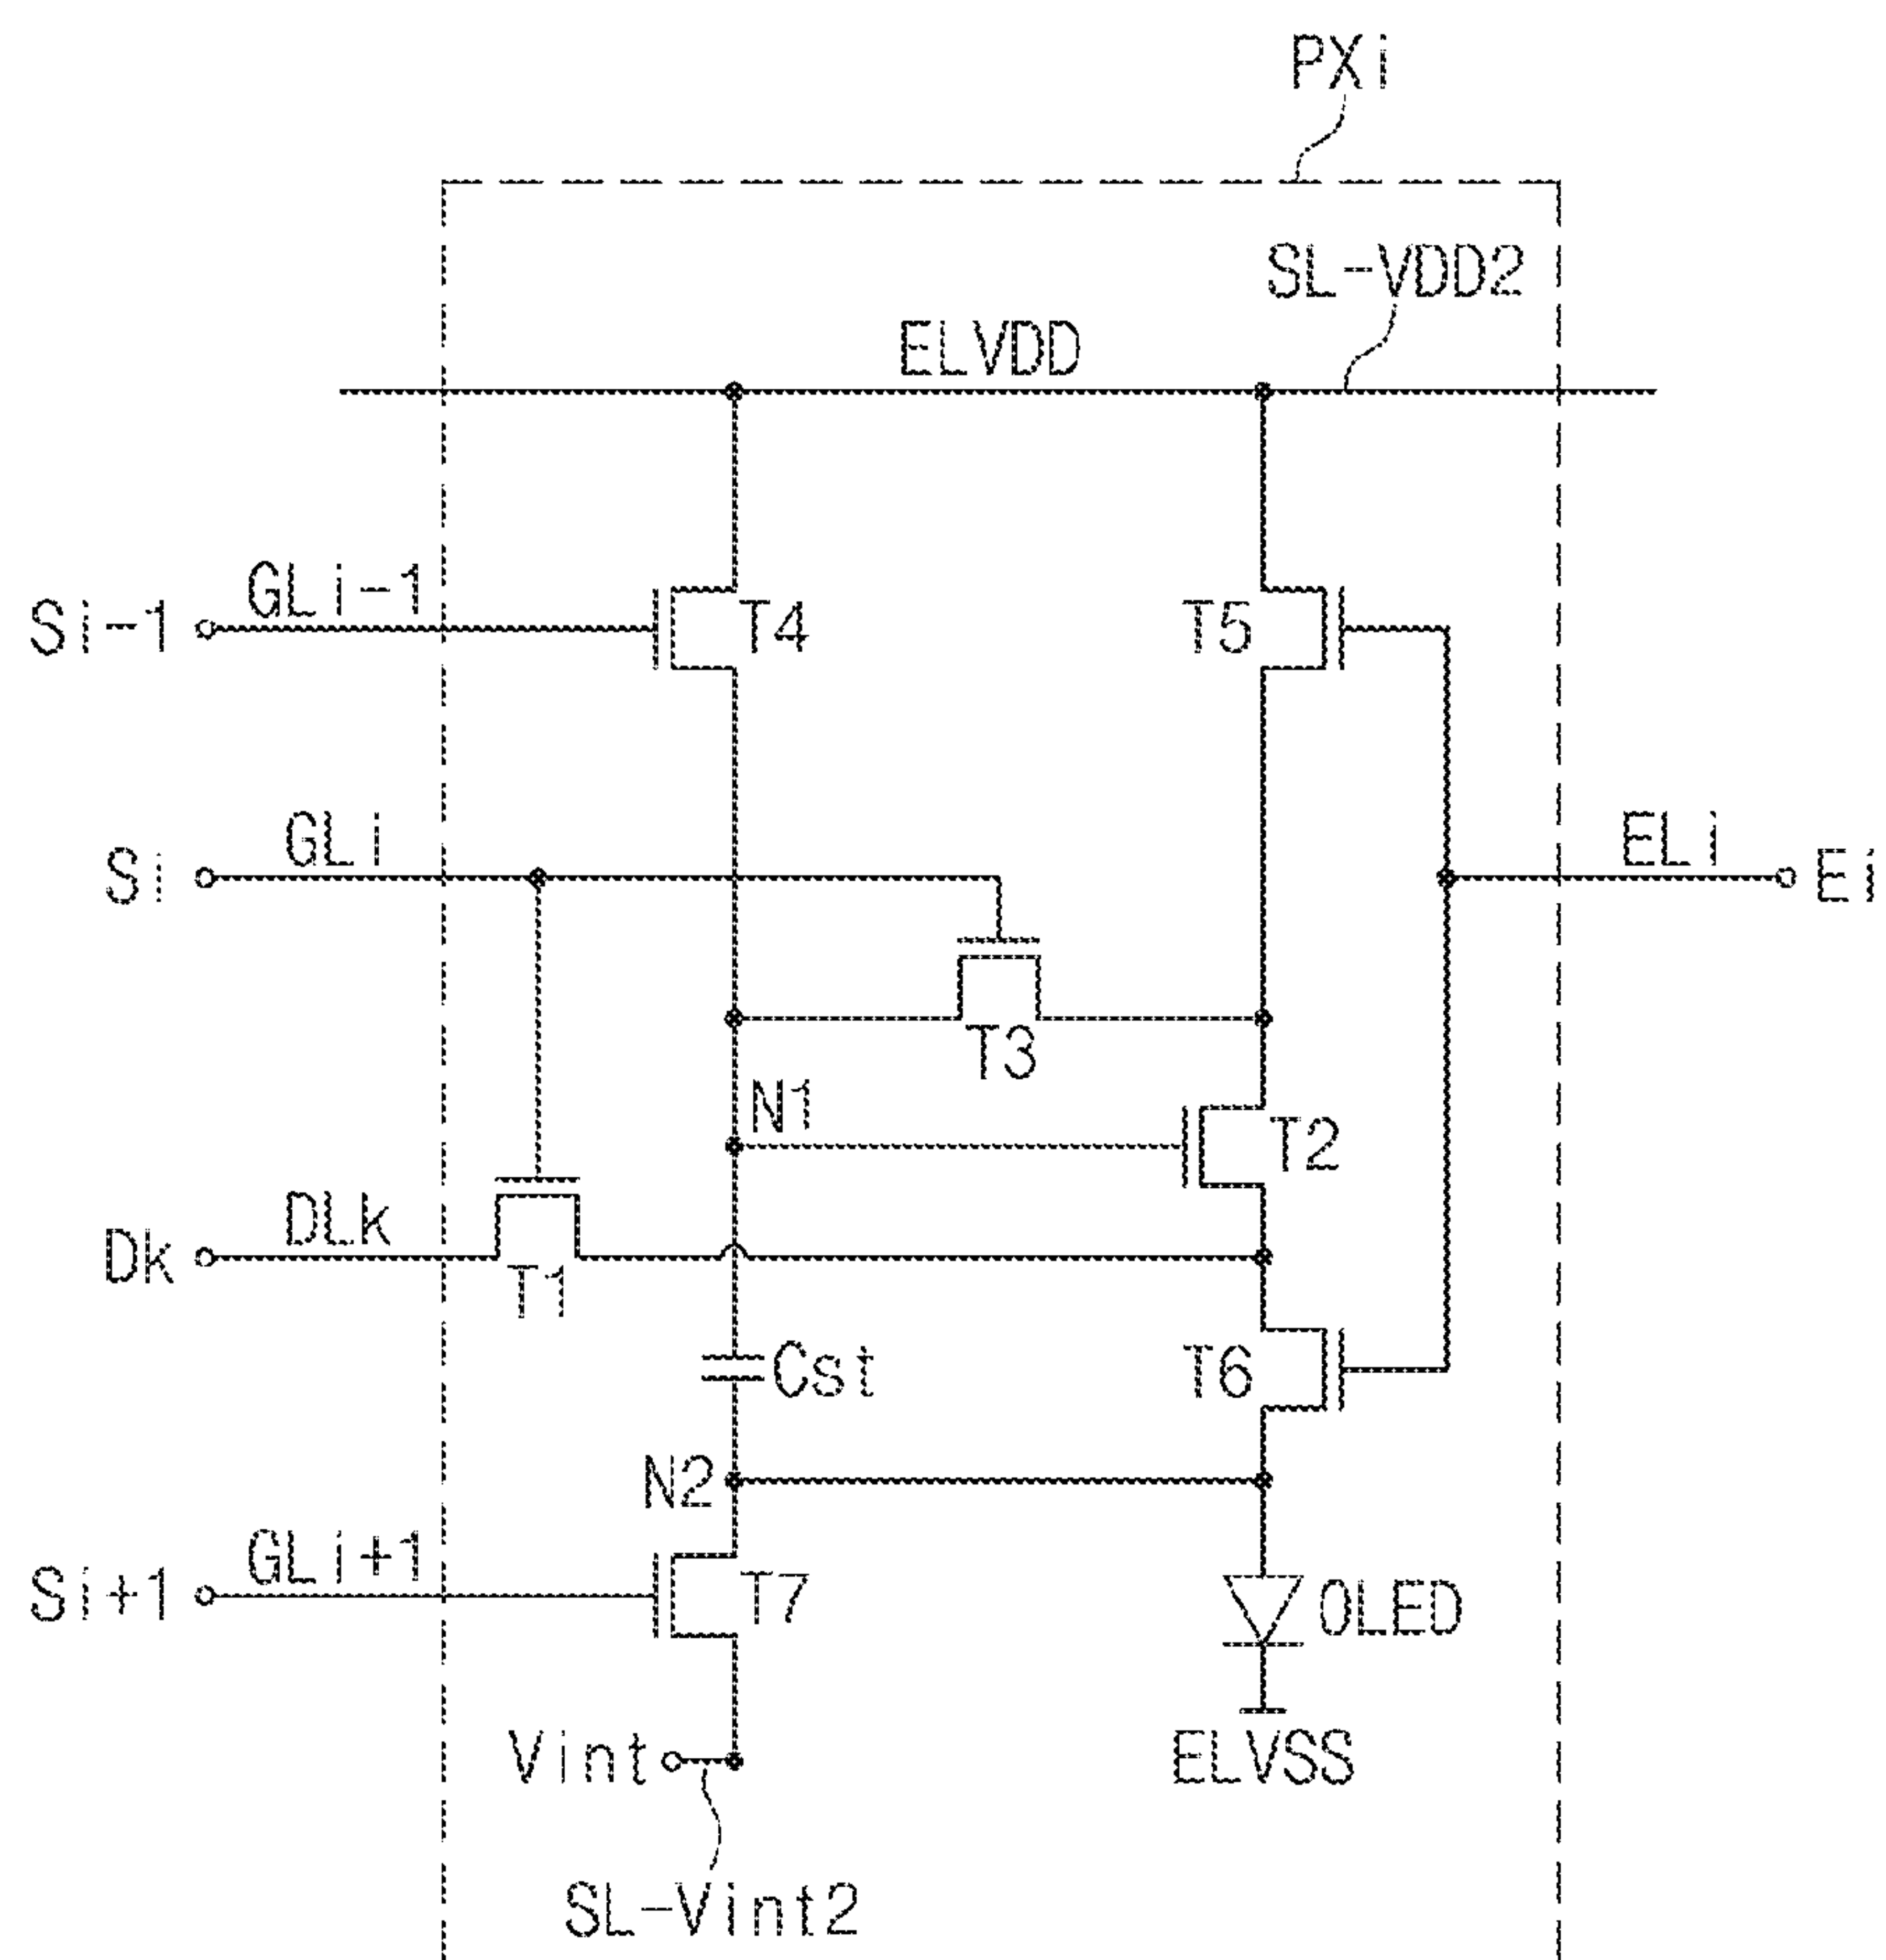 PXi
SL-VDD2
ELVDD
GLi-1
Si-1
T4
T5
GLi
Si
ELi
Ei
T3
N1
T2
DLk
Dk
T1
Cst
T6
N2
GLi+1
Si+1
T7
OLED
Vint
ELVSS
SL-Vint2